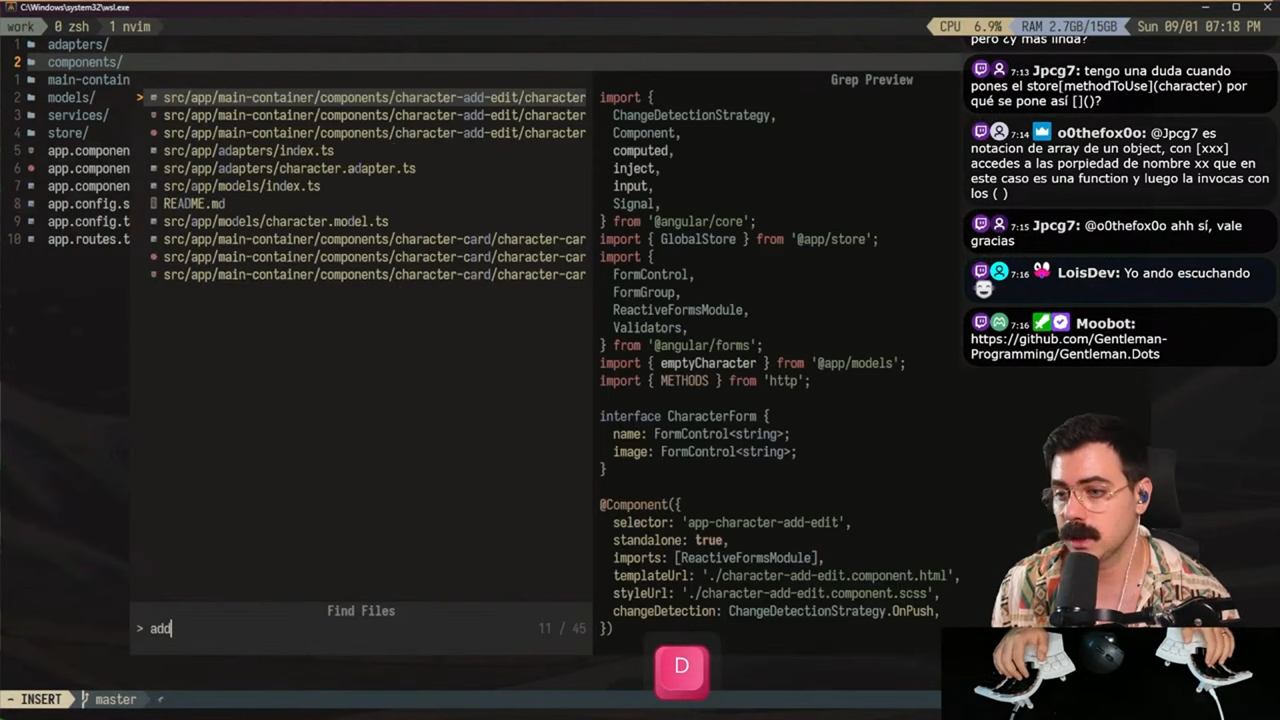 C:\Windows\system32\wsl.exe
work 0 zsh 1 nvim
CPU 6.9% RAM 2.7GB/15GB Sun 09/01 07:18 PM
1 adapters/
2 components/
1 main-contain
2 models/
3 services/
4 store/
5 app.componen
6 app.componen
7 app.componen
8 app.config.s
9 app.config.t
10 app.routes.t
> src/app/main-container/components/character-add-edit/character
src/app/main-container/components/character-add-edit/character
src/app/main-container/components/character-add-edit/character
src/app/adapters/index.ts
src/app/adapters/character.adapter.ts
src/app/models/index.ts
README.md
src/app/models/character.model.ts
src/app/main-container/components/character-card/character-car
src/app/main-container/components/character-card/character-car
src/app/main-container/components/character-card/character-car
Find Files
> add
11 / 45
Grep Preview
import {
ChangeDetectionStrategy,
Component,
computed,
inject,
input,
Signal,
} from '@angular/core';
import { GlobalStore } from '@app/store';
import {
FormControl,
FormGroup,
ReactiveFormsModule,
Validators,
} from '@angular/forms';
import { emptyCharacter } from '@app/models';
import { METHODS } from 'http';
interface CharacterForm {
name: FormControl<string>;
image: FormControl<string>;
}
@Component({
selector: 'app-character-add-edit',
standalone: true,
imports: [ReactiveFormsModule],
templateUrl: './character-add-edit.component.html',
styleUrl: './character-add-edit.component.scss',
changeDetection: ChangeDetectionStrategy.OnPush,
})
pero ¿y mas linda?
7:13 Jpcg7: tengo una duda cuando
pones el store[methodToUse](character) por
qué se pone así []()?
7:14 o0thefox0o: @Jpcg7 es
notacion de array de un object, con [xxx]
accedes a las porpiedad de nombre xx que en
este caso es una function y luego la invocas con
los ( )
7:15 Jpcg7: @o0thefox0o ahh sí, vale
gracias
7:16 LoisDev: Yo ando escuchando
7:16 Moobot:
https://github.com/Gentleman-
Programming/Gentleman.Dots
D
~ INSERT master